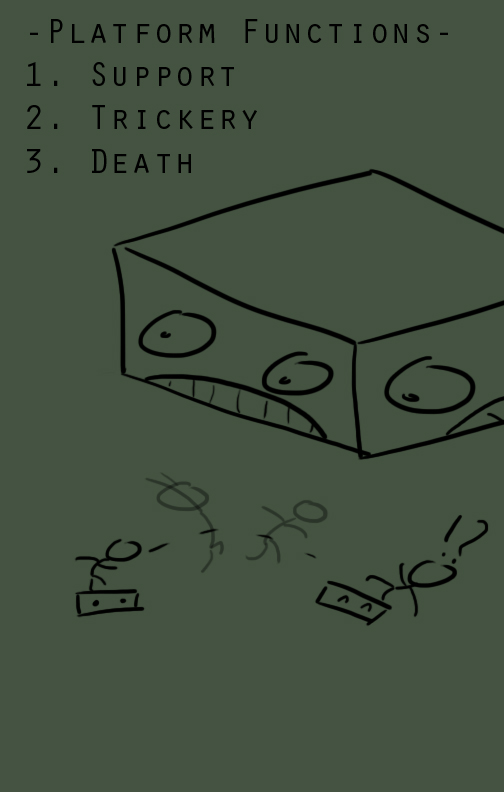 -Platform Functions-
1. Support
2. Trickery
3. Death
!?